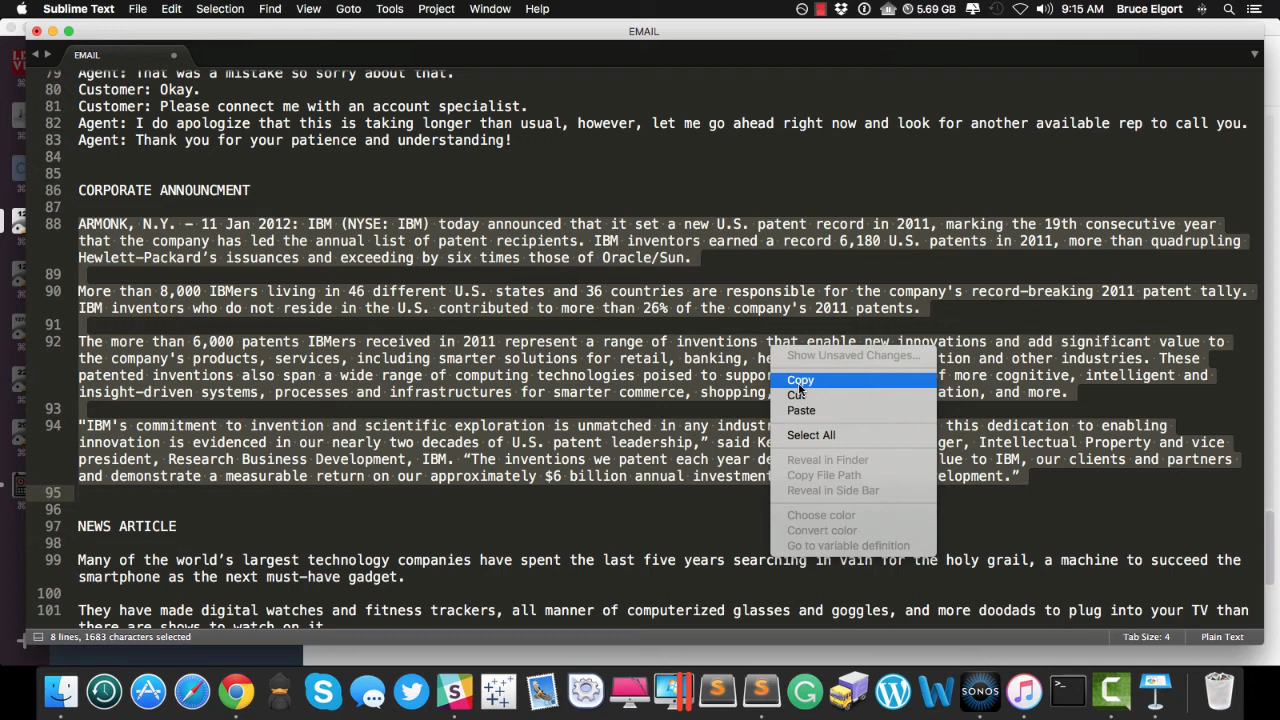 Sublime Text File Edit Selection Find View Goto Tools Project Window Help 5.69 GB 9:15 AM Bruce Elgort
EMAIL
EMAIL
79 Agent: That was a mistake so sorry about that.
80 Customer: Okay.
81 Customer: Please connect me with an account specialist.
82 Agent: I do apologize that this is taking longer than usual, however, let me go ahead right now and look for another available rep to call you.
83 Agent: Thank you for your patience and understanding!
84
85
86 CORPORATE ANNOUNCMENT
87
88 ARMONK, N.Y. - 11 Jan 2012: IBM (NYSE: IBM) today announced that it set a new U.S. patent record in 2011, marking the 19th consecutive year
that the company has led the annual list of patent recipients. IBM inventors earned a record 6,180 U.S. patents in 2011, more than quadrupling
Hewlett-Packard's issuances and exceeding by six times those of Oracle/Sun.
89
90 More than 8,000 IBMers living in 46 different U.S. states and 36 countries are responsible for the company's record-breaking 2011 patent tally.
IBM inventors who do not reside in the U.S. contributed to more than 26% of the company's 2011 patents.
91
92 The more than 6,000 patents IBMers received in 2011 represent a range of inventions that enable new innovations and add significant value to
the company's products, services, including smarter solutions for retail, banking, he tion and other industries. These
patented inventions also span a wide range of computing technologies poised to suppo f more cognitive, intelligent and
insight-driven systems, processes and infrastructures for smarter commerce, shopping, ation, and more.
93
94 "IBM's commitment to invention and scientific exploration is unmatched in any indust this dedication to enabling
innovation is evidenced in our nearly two decades of U.S. patent leadership,” said Ke ger, Intellectual Property and vice
president, Research Business Development, IBM. “The inventions we patent each year de lue to IBM, our clients and partners
and demonstrate a measurable return on our approximately $6 billion annual investmen elopment.”
95
96
97 NEWS ARTICLE
98
99 Many of the world’s largest technology companies have spent the last five years searching in vain for the holy grail, a machine to succeed the
smartphone as the next must-have gadget.
100
101 They have made digital watches and fitness trackers, all manner of computerized glasses and goggles, and more doodads to plug into your TV than
there are shows to watch on it.
Show Unsaved Changes...
Copy
Cut
Paste
Select All
Reveal in Finder
Copy File Path
Reveal in Side Bar
Choose color
Convert color
Go to variable definition
8 lines, 1683 characters selected Tab Size: 4 Plain Text
SONOS